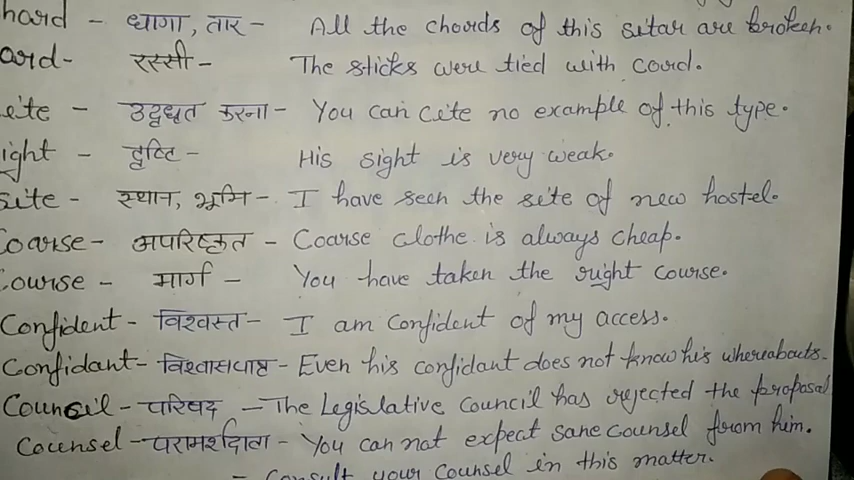 hord - धागा, तार - All the chords of this sitar are broken.
ord - रस्सी - The sticks were tied with cord.
eite - उद्धृत करना - You can cite no example of this type.
ight - दृष्टि - His sight is very weak.
site - स्थान, भूमि - I have seen the site of new hostel.
Coarse - अपरिष्कृत - Coarse clothe is always cheap.
Course - मार्ग - You have taken the right course.
Confident - विश्वस्त - I am confident of my access.
Confidant - विश्वासपात्र - Even his confidant does not know his whereabouts.
Council - परिषद - The Legislative Council has rejected the proposal
Counsel - परामर्शदाता - You can not expect sane counsel from him.
- Consult your Counsel in this matter.